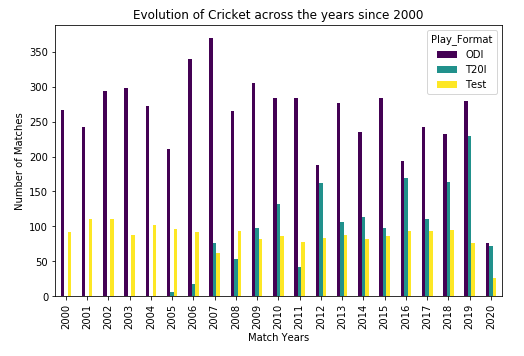 Evolution of Cricket across the years since 2000
Play_Format
ODI
T20I
Test
Number of Matches
350
300
250
200
150
100
50
0
2000 2001 2002 2003 2004 2005 2006 2007 2008 2009 2010 2011 2012 2013 2014 2015 2016 2017 2018 2019 2020
Match Years